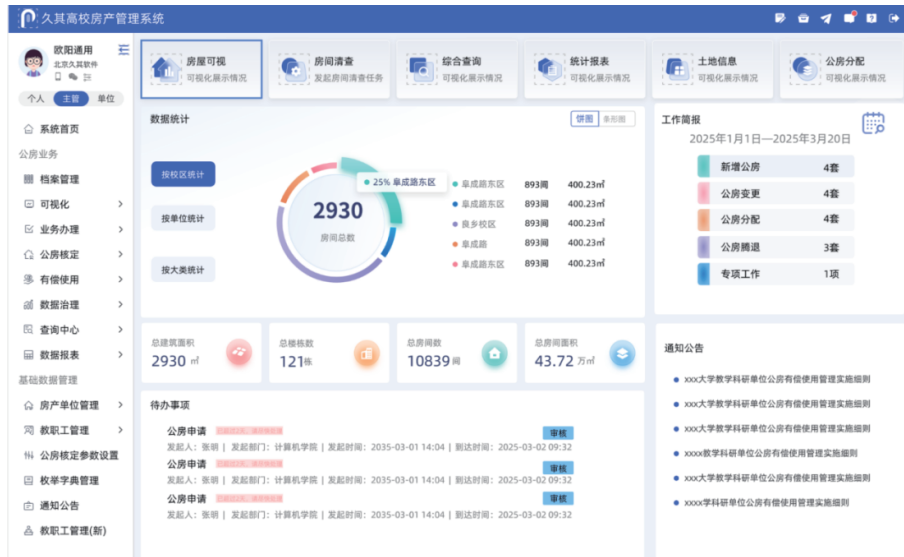 久其高校房产管理系统
欧阳通用
北京久其软件
个人 主管 单位
系统首页
公房业务
档案管理
可视化
业务办理
公房核定
有偿使用
数据治理
查询中心
数据报表
基础数据管理
房产单位管理
教职工管理
公房核定参数设置
枚举字典管理
通知公告
教职工管理(新)
房屋可视
可视化展示情况
房间清查
发起房间清查任务
综合查询
可视化展示情况
统计报表
可视化展示情况
土地信息
可视化展示情况
公房分配
可视化展示情况
数据统计
饼图 条形图
按校区统计
按单位统计
按大类统计
2930
房间总数
25% 阜成路东区
阜成路东区 893间 400.23㎡
阜成路东区 893间 400.23㎡
良乡校区 893间 400.23㎡
阜成路 893间 400.23㎡
阜成路东区 893间 400.23㎡
工作简报
2025年1月1日—2025年3月20日
新增公房 4套
公房变更 4套
公房分配 4套
公房腾退 3套
专项工作 1项
总建筑面积
2930 ㎡
总楼栋数
121栋
总房间数
10839间
总房间面积
43.72 万㎡
待办事项
公房申请
审核
发起人：张明 | 发起部门：计算机学院 | 发起时间：2035-03-01 14:04 | 到达时间：2025-03-02 09:32
公房申请
审核
发起人：张明 | 发起部门：计算机学院 | 发起时间：2035-03-01 14:04 | 到达时间：2025-03-02 09:32
公房申请
审核
发起人：张明 | 发起部门：计算机学院 | 发起时间：2035-03-01 14:04 | 到达时间：2025-03-02 09:32
通知公告
xxx大学教学科研单位公房有偿使用管理实施细则
xxx大学教学科研单位公房有偿使用管理实施细则
xxx大学教学科研单位公房有偿使用管理实施细则
xxxx教学科研单位公房有偿使用管理实施细则
xxx大学教学科研单位公房有偿使用管理实施细则
xxxx学科研单位公房有偿使用管理实施细则